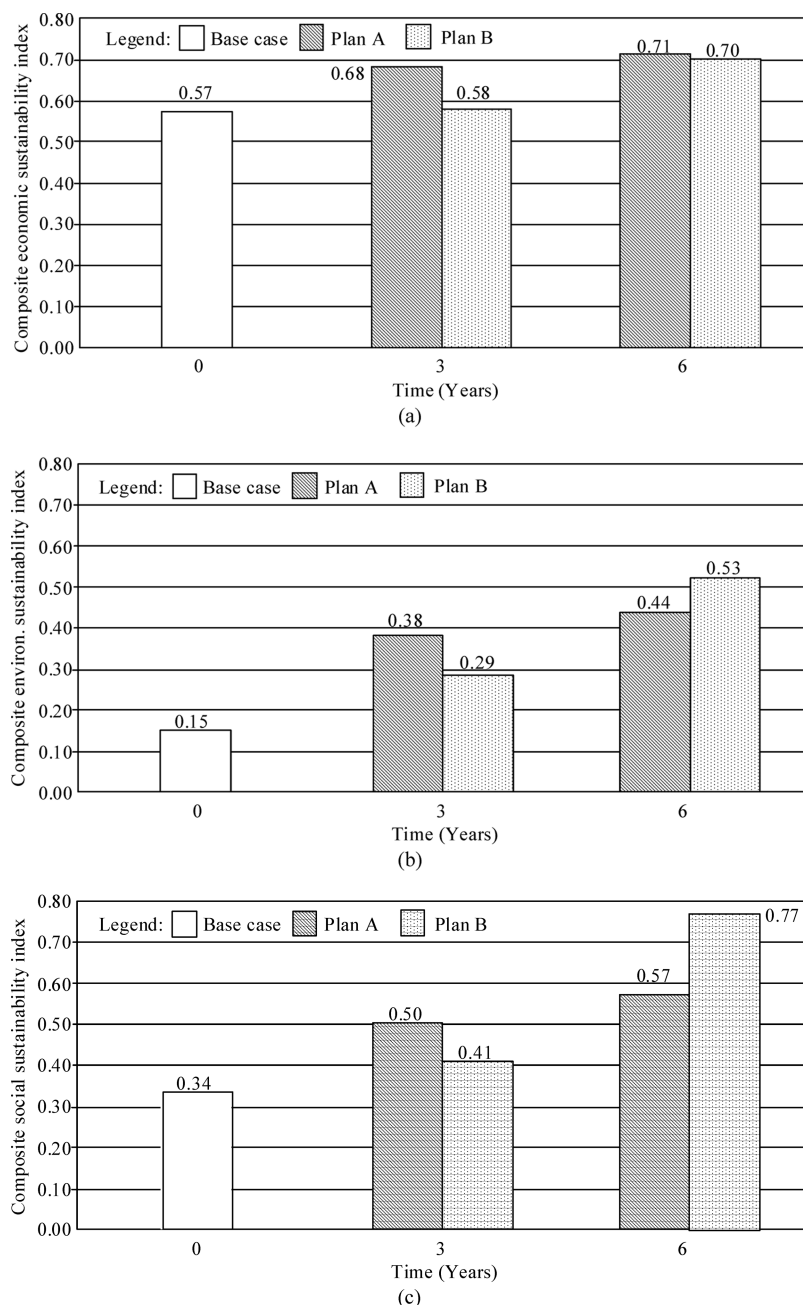 Composite economic sustainability index
0.80
0.70
0.60
0.50
0.40
0.30
0.20
0.10
0.00
Legend: Base case Plan A Plan B
0.57
0.68
0.58
0.71
0.70
0 3 6
Time (Years)
(a)
Composite environ. sustainability index
0.80
0.70
0.60
0.50
0.40
0.30
0.20
0.10
0.00
Legend: Base case Plan A Plan B
0.15
0.38
0.29
0.44
0.53
0 3 6
Time (Years)
(b)
Composite social sustainability index
0.80
0.70
0.60
0.50
0.40
0.30
0.20
0.10
0.00
Legend: Base case Plan A Plan B
0.34
0.50
0.41
0.57
0.77
0 3 6
Time (Years)
(c)